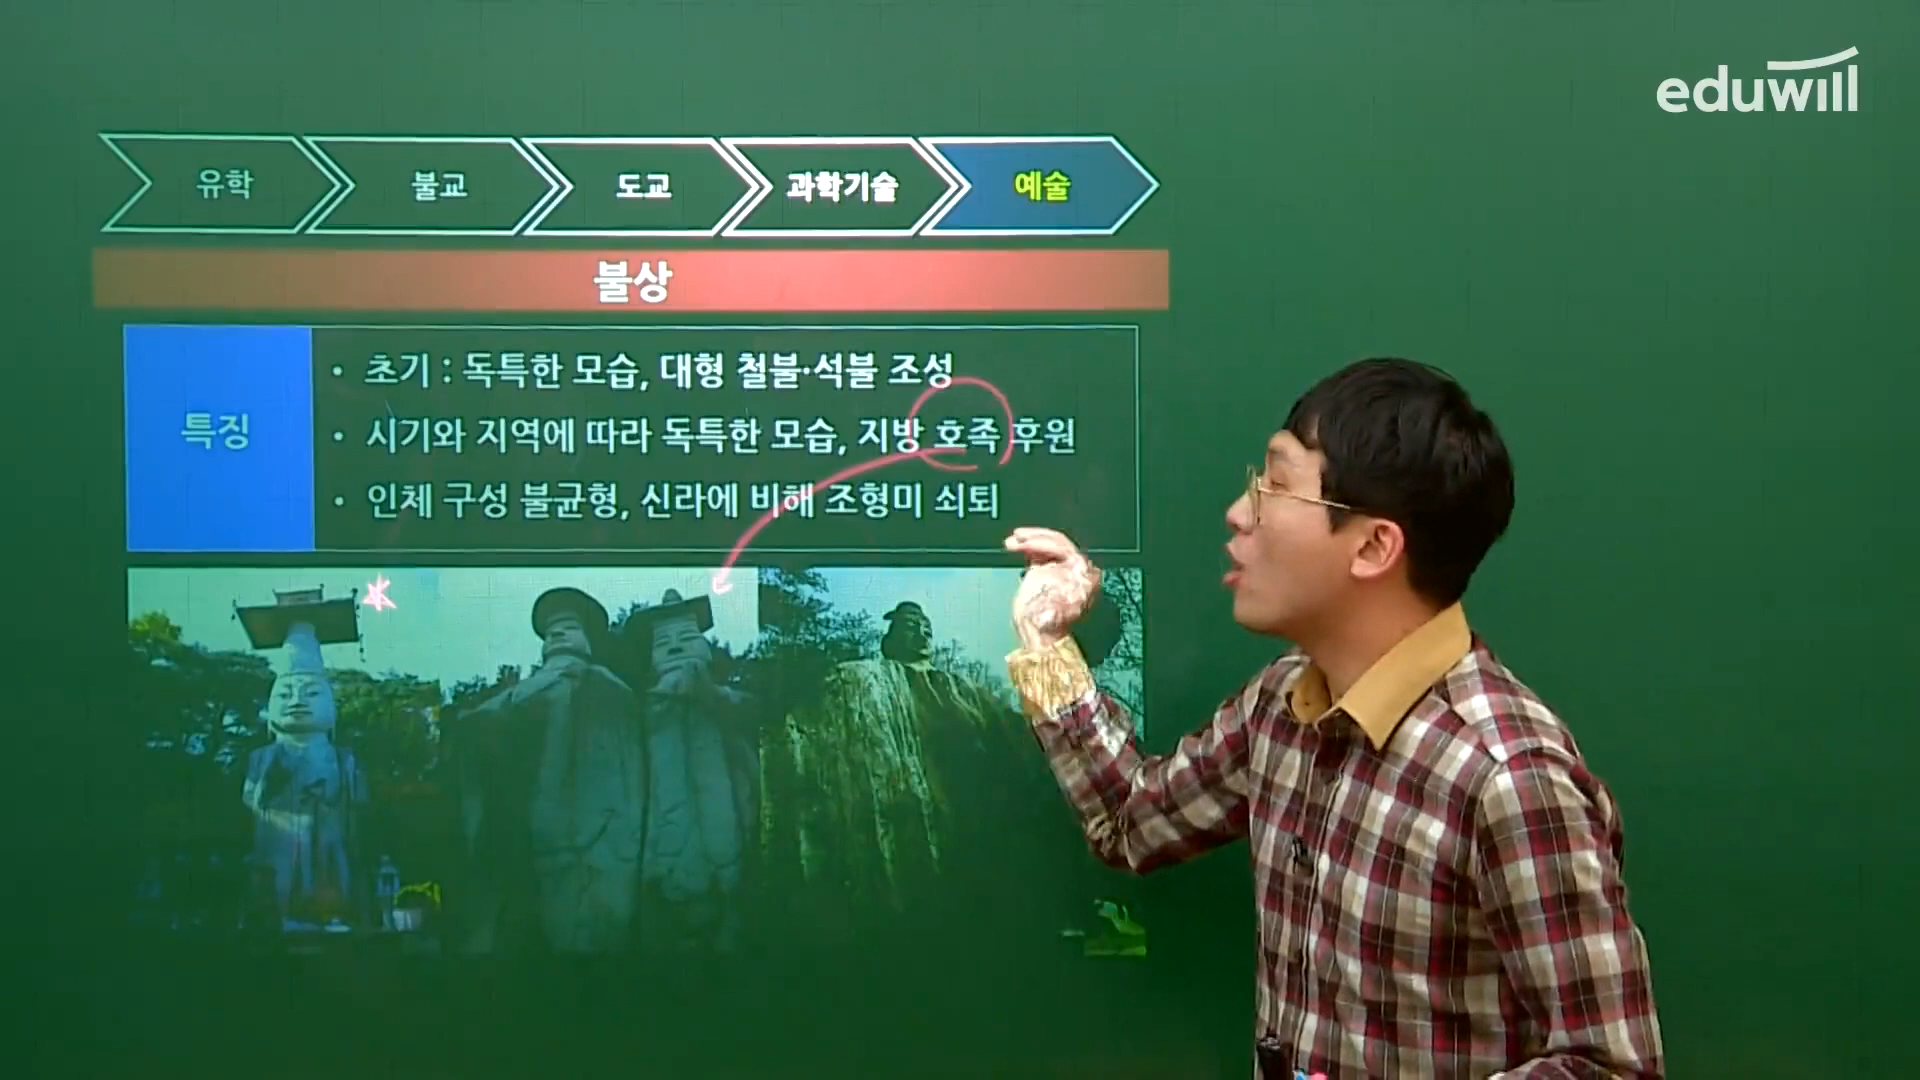 eduwill
유학 불교 도교 과학기술 예술
불상
특징
• 초기 : 독특한 모습, 대형 철불·석불 조성
• 시기와 지역에 따라 독특한 모습, 지방 호족 후원
• 인체 구성 불균형, 신라에 비해 조형미 쇠퇴